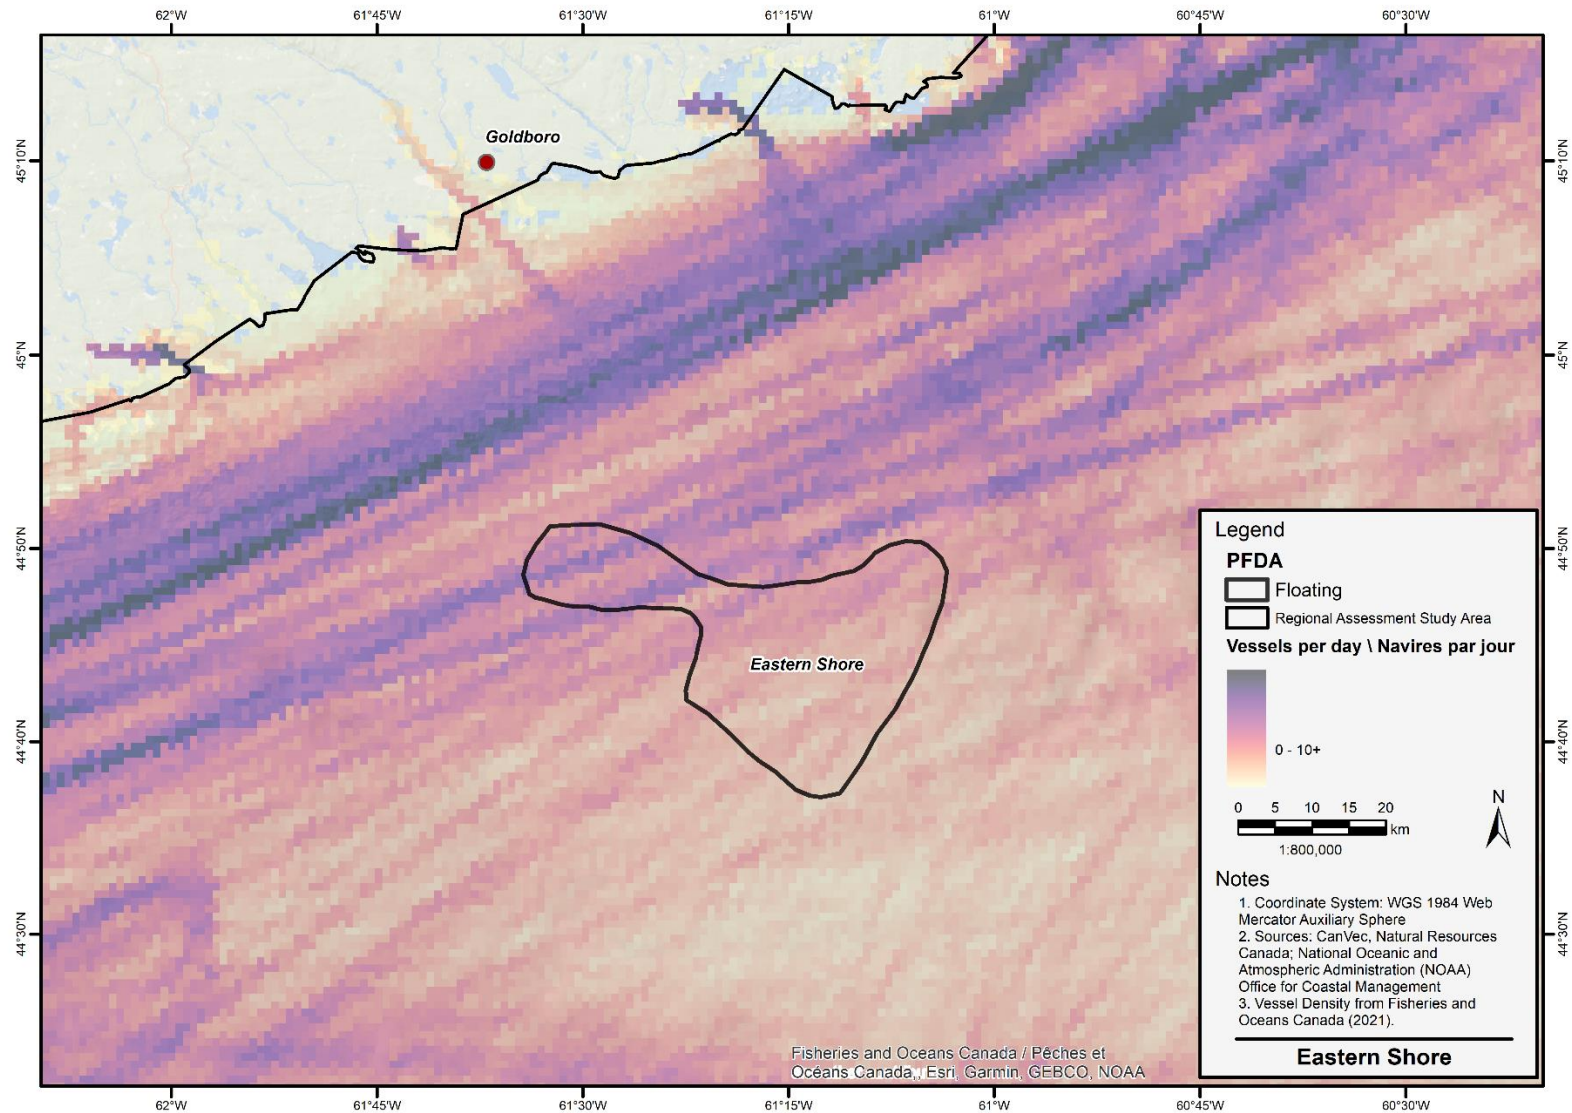 62°W 61°45'W 61°30'W 61°15'W 61°W 60°45'W 60°30'W
45°10'N
45°N
44°50'N
44°40'N
44°30'N
Goldboro
Eastern Shore
45°10'N
45°N
44°50'N
44°40'N
44°30'N
Legend
PFDA
Floating
Regional Assessment Study Area
Vessels per day \ Navires par jour
0 - 10+
0 5 10 15 20
km
1:800,000
N
Notes
1. Coordinate System: WGS 1984 Web
Mercator Auxiliary Sphere
2. Sources: CanVec, Natural Resources
Canada; National Oceanic and
Atmospheric Administration (NOAA)
Office for Coastal Management
3. Vessel Density from Fisheries and
Oceans Canada (2021).
Eastern Shore
Fisheries and Oceans Canada / Pêches et
Océans Canada,, Esri, Garmin, GEBCO, NOAA
62°W 61°45'W 61°30'W 61°15'W 61°W 60°45'W 60°30'W